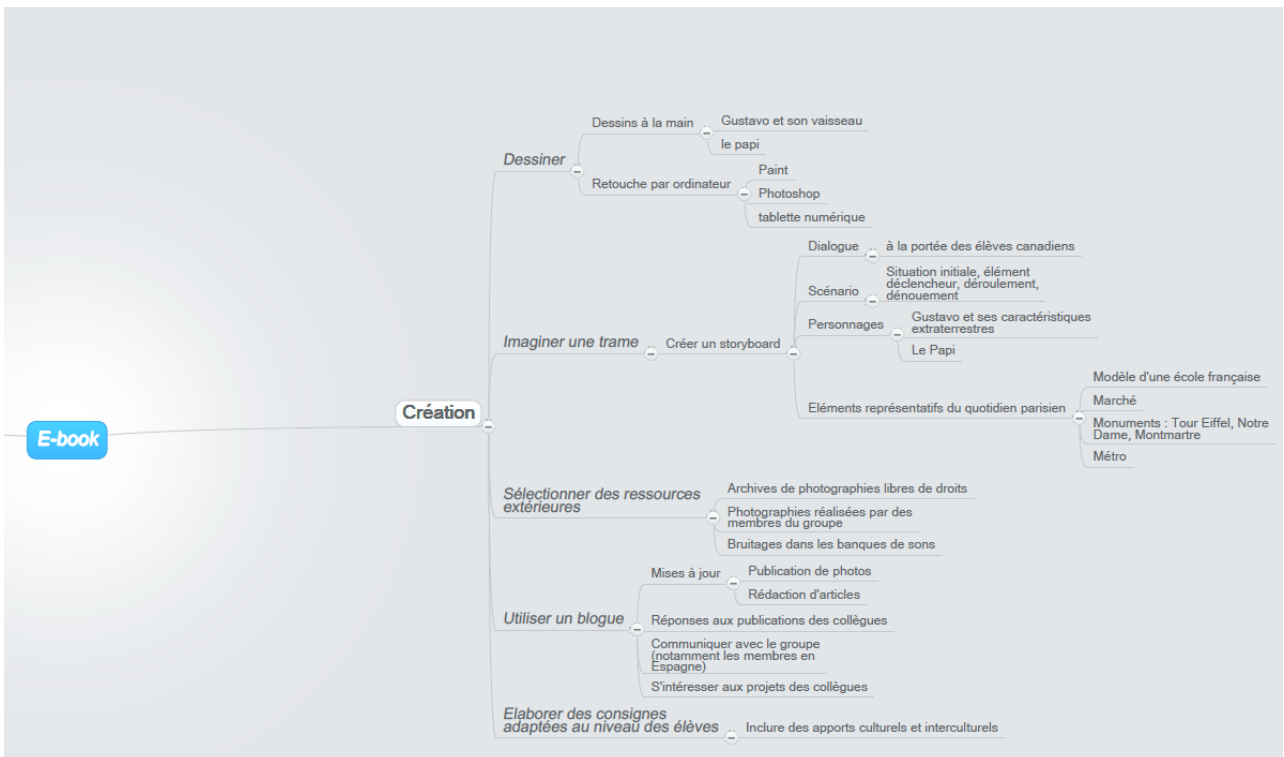 Dessins à la main
Gustavo et son vaisseau
le papi
Dessiner
Retouche par ordinateur
Paint
Photoshop
tablette numérique
Dialogue
à la portée des élèves canadiens
Scénario
Situation initiale, élément
déclencheur, déroulement,
dénouement
Personnages
Gustavo et ses caractéristiques
extraterrestres
Le Papi
Imaginer une trame
Créer un storyboard
Eléments représentatifs du quotidien parisien
Modèle d'une école française
Marché
Monuments : Tour Eiffel, Notre
Dame, Montmartre
Métro
Création
E-book
Sélectionner des ressources
extérieures
Archives de photographies libres de droits
Photographies réalisées par des
membres du groupe
Bruitages dans les banques de sons
Mises à jour
Publication de photos
Rédaction d'articles
Utiliser un blogue
Réponses aux publications des collègues
Communiquer avec le groupe
(notamment les membres en
Espagne)
S'intéresser aux projets des collègues
Elaborer des consignes
adaptées au niveau des élèves
Inclure des apports culturels et interculturels